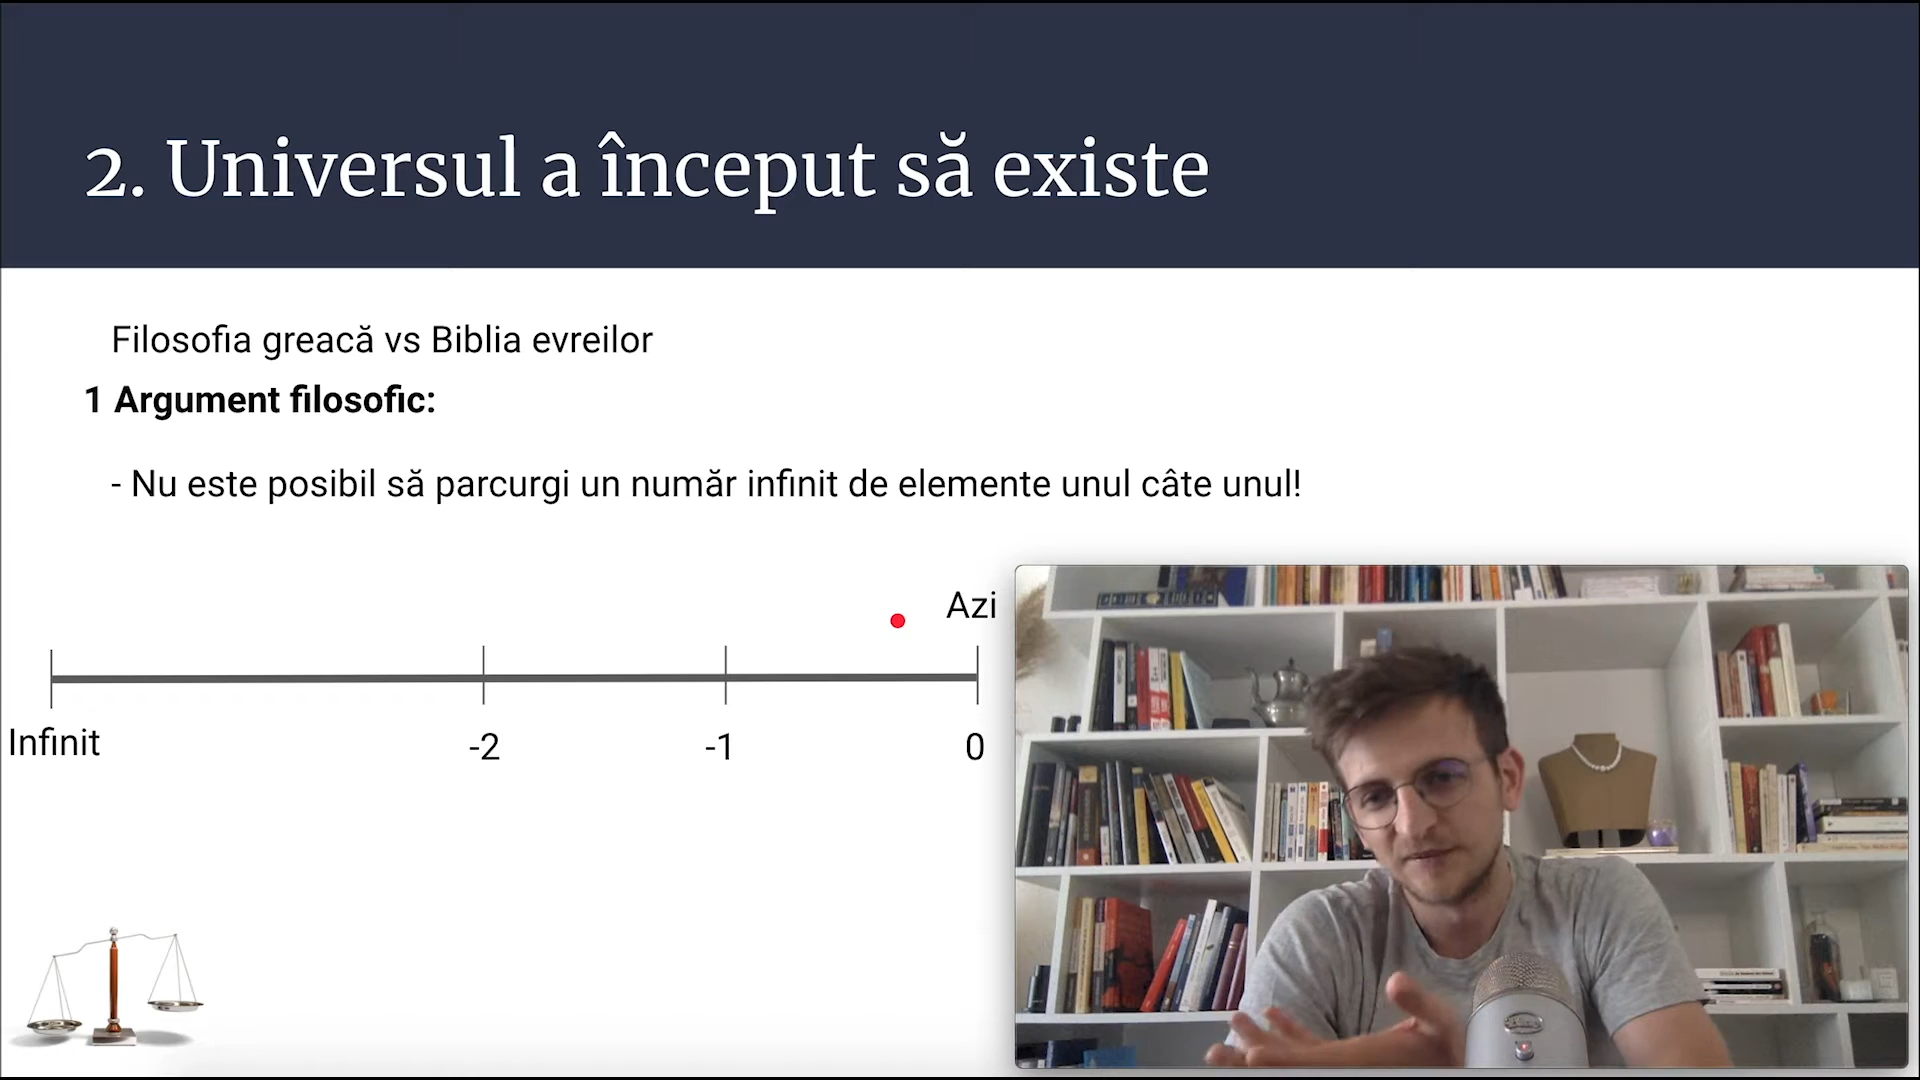 2. Universul a început să existe
Filosofia greacă vs Biblia evreilor
1 Argument filosofic:
- Nu este posibil să parcurgi un număr infinit de elemente unul câte unul!
Azi
Infinit
-2
-1
0